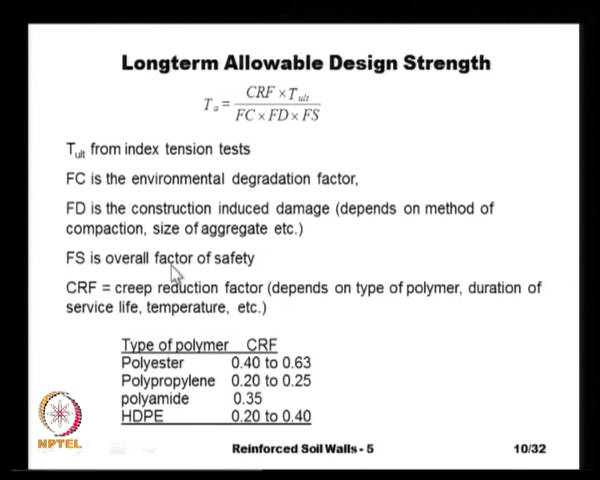 Longterm Allowable Design Strength
T_a = (CRF × T_ult) / (FC × FD × FS)
T_ult from index tension tests
FC is the environmental degradation factor,
FD is the construction induced damage (depends on method of
compaction, size of aggregate etc.)
FS is overall factor of safety
CRF = creep reduction factor (depends on type of polymer, duration of
service life, temperature, etc.)
Type of polymer CRF
Polyester 0.40 to 0.63
Polypropylene 0.20 to 0.25
polyamide 0.35
HDPE 0.20 to 0.40
NPTEL
Reinforced Soil Walls - 5
10/32